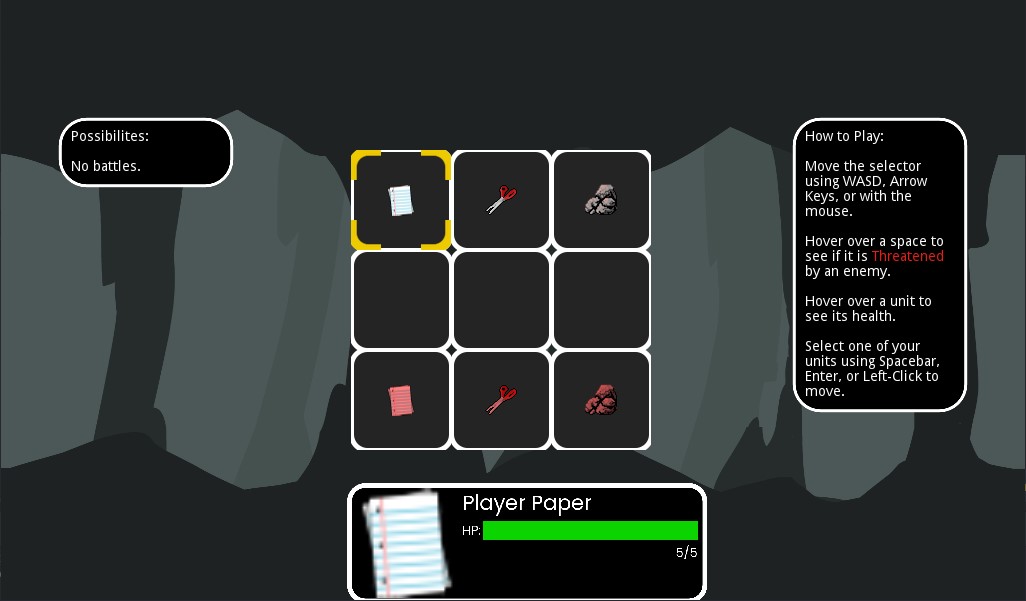 Possibilites:
No battles.
How to Play:
Move the selector
using WASD, Arrow
Keys, or with the
mouse.
Hover over a space to
see if it is Threatened
by an enemy.
Hover over a unit to
see its health.
Select one of your
units using Spacebar,
Enter, or Left-Click to
move.
Player Paper
HP:
5/5